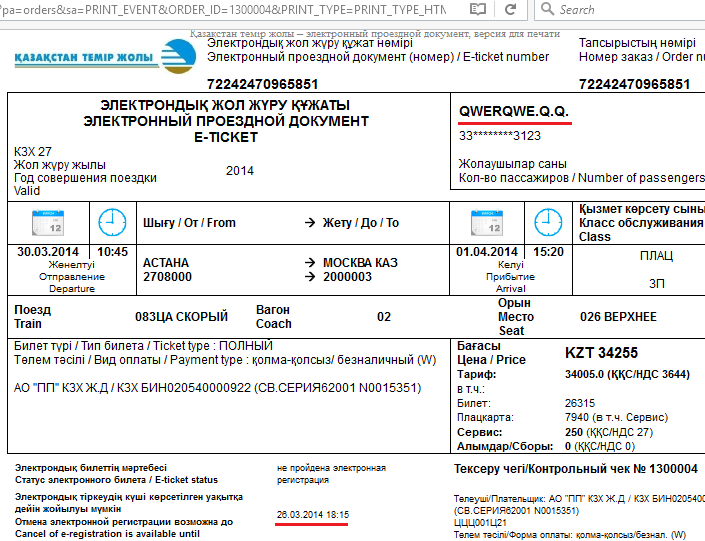 ?pa=orders&sa=PRINT_EVENT&ORDER_ID=1300004&PRINT_TYPE=PRINT_TYPE_HTM
Search
Қазақстан темір жолы – электронный проездной документ, версия для печати
ҚАЗАҚСТАН ТЕМІР ЖОЛЫ
Электрондық жол жүру құжат нөмірі
Электронный проездной документ (номер) / E-ticket number
72242470965851
Тапсырыстың нөмірі
Номер заказ / Order nu
72242470965851
ЭЛЕКТРОНДЫҚ ЖОЛ ЖҮРУ ҚҰЖАТЫ
ЭЛЕКТРОННЫЙ ПРОЕЗДНОЙ ДОКУМЕНТ
E-TICKET
КЗХ 27
Жол жүру жылы
Год совершения поездки
Valid
2014
QWERQWE.Q.Q.
33********3123
Жолаушылар саны
Кол-во пассажиров / Number of passengers
MARCH
12
Шығу / От / From
→ Жету / До / To
MARCH
12
Қызмет көрсету сыны
Класс обслуживания
Class
30.03.2014
Жөнелтуі
Отправление
Departure
10:45
АСТАНА → МОСКВА КАЗ
2708000 → 2000003
01.04.2014
Келуі
Прибытие
Arrival
15:20
ПЛАЦ
3П
Поезд
Train
083ЦА СКОРЫЙ
Вагон
Coach
02
Орын
Место
Seat
026 ВЕРХНЕЕ
Билет түрі / Тип билета / Ticket type : ПОЛНЫЙ
Төлем тәсілі / Вид оплаты / Payment type : қолма-қолсыз/ безналичный (W)
АО "ПП" КЗХ Ж.Д / КЗХ БИН020540000922 (СВ.СЕРИЯ62001 N0015351)
Бағасы
Цена / Price
KZT 34255
Тариф: 34005.0 (ҚҚС/НДС 3644)
в т.ч.:
Билет: 26315
Плацкарта: 7940 (в т.ч. Сервис)
Сервис: 250 (ҚҚС/НДС 27)
Алымдар/Сборы: 0 (ҚҚС/НДС 0)
Электрондық билеттің мәртебесі
Статус электронного билета / E-ticket status
не пройдена электронная
регистрация
Электрондық тіркеудің күші көрсетілген уақытқа
дейін жойылуы мүмкін
Отмена электронной регистрации возможна до
Cancel of e-registration is available until
26.03.2014 18:15
Тексеру чегі/Контрольный чек № 1300004
Төлеуші/Плательщик: АО "ПП" КЗХ Ж.Д / КЗХ БИН0205400
(СВ.СЕРИЯ62001 N0015351)
ЦЦЦ001Ц21
Төлем тәсілі/Форма оплаты: қолма-қолсыз/безнал. (W)